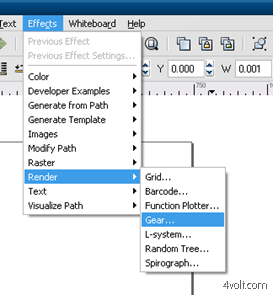 Text Effects Whiteboard Help
Previous Effect
Previous Effect Settings...
Y: 0.000 W: 0.001
Color
Developer Examples
750
Generate from Path
Generate Template
Images
Modify Path
Raster
Render
Grid...
Text
Barcode...
Visualize Path
Function Plotter...
Gear...
L-system...
Random Tree...
Spirograph...
4volt.com